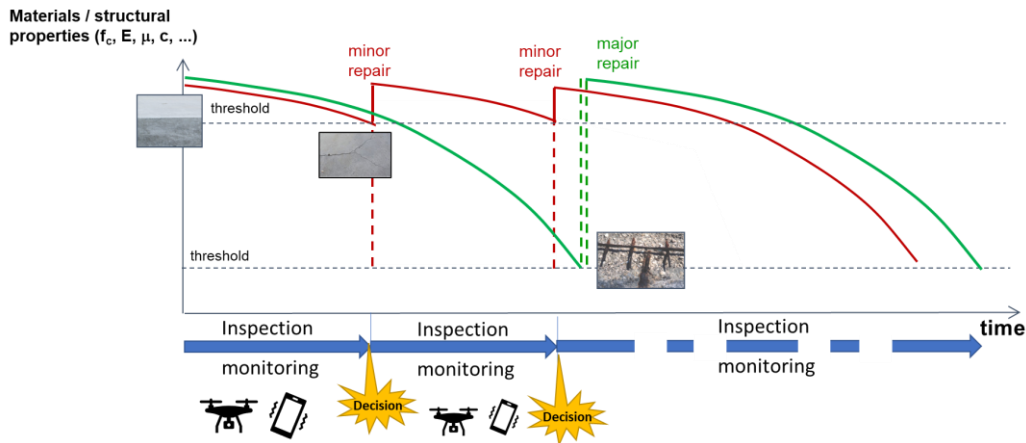 Materials / structural
properties (fc, E, μ, c, ...)
minor
repair
minor
repair
major
repair
threshold
threshold
time
Inspection
monitoring
Inspection
monitoring
Inspection
monitoring
Decision
Decision